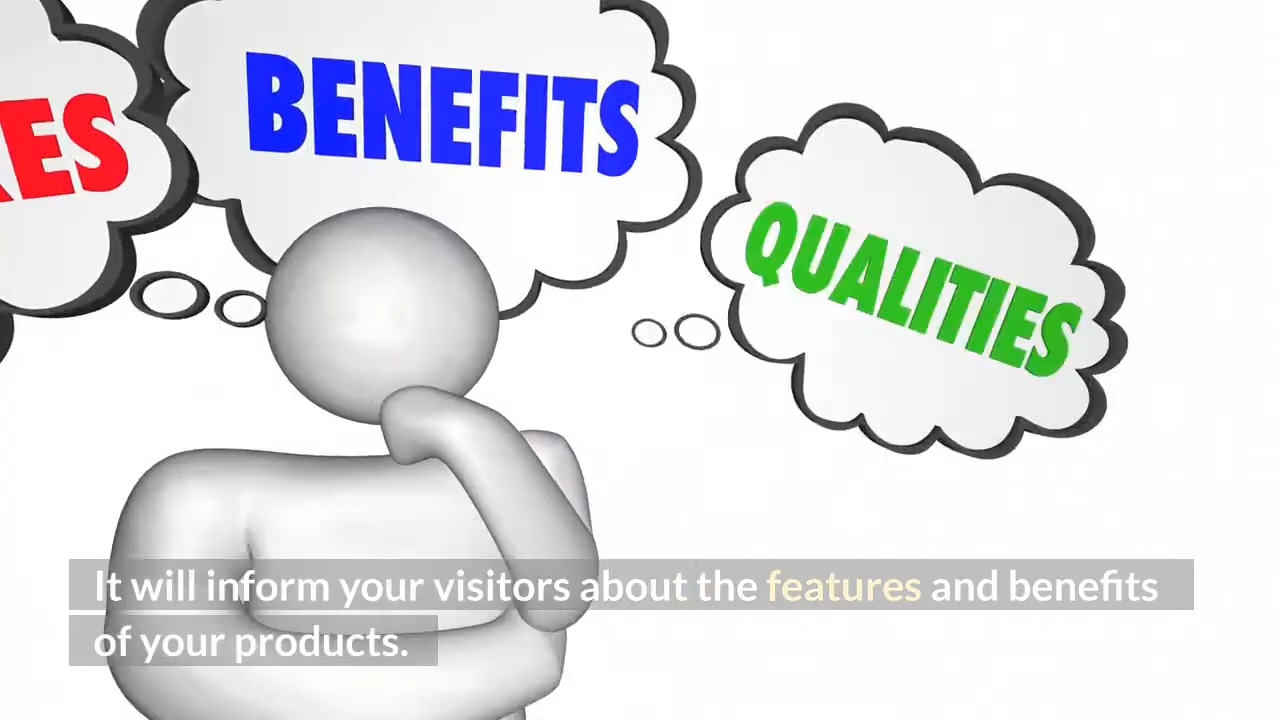 BENEFITS
QUALITIES
It will inform your visitors about the features and benefits
of your products.